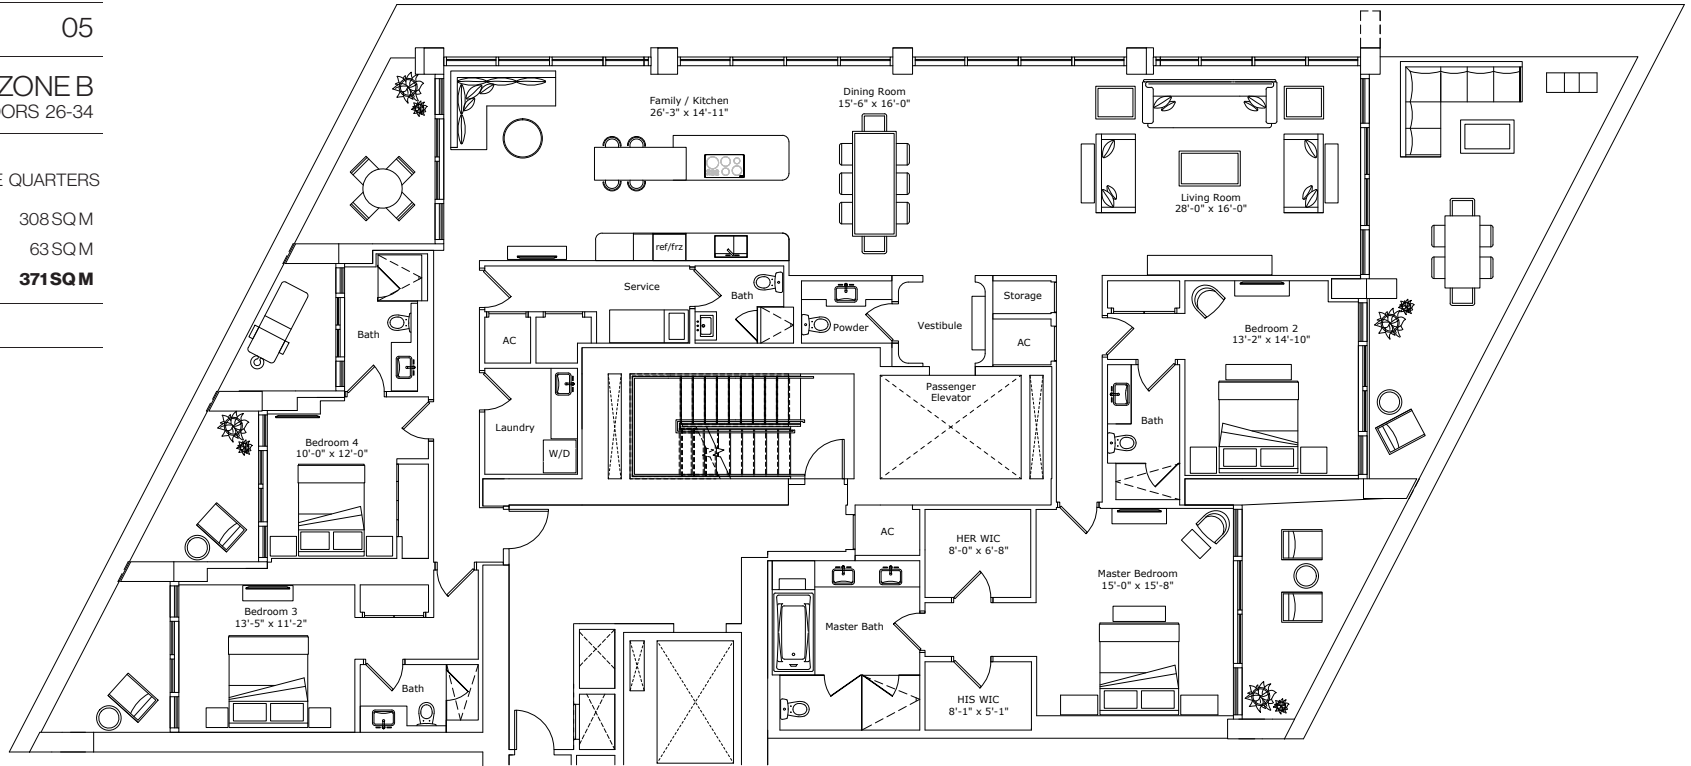 05
ZONE B
ORS 26-34
QUARTERS
308 SQ M
63 SQ M
371 SQ M
Family / Kitchen
26'-3" x 14'-11"
Dining Room
15'-6" x 16'-0"
Living Room
28'-0" x 16'-0"
ref/frz
Service
Bath
Powder
Vestibule
Storage
AC
AC
Bath
Bedroom 2
13'-2" x 14'-10"
Passenger
Elevator
Bath
Laundry
W/D
Bedroom 4
10'-0" x 12'-0"
AC
HER WIC
8'-0" x 6'-8"
Master Bedroom
15'-0" x 15'-8"
Bedroom 3
13'-5" x 11'-2"
Master Bath
Bath
HIS WIC
8'-1" x 5'-1"